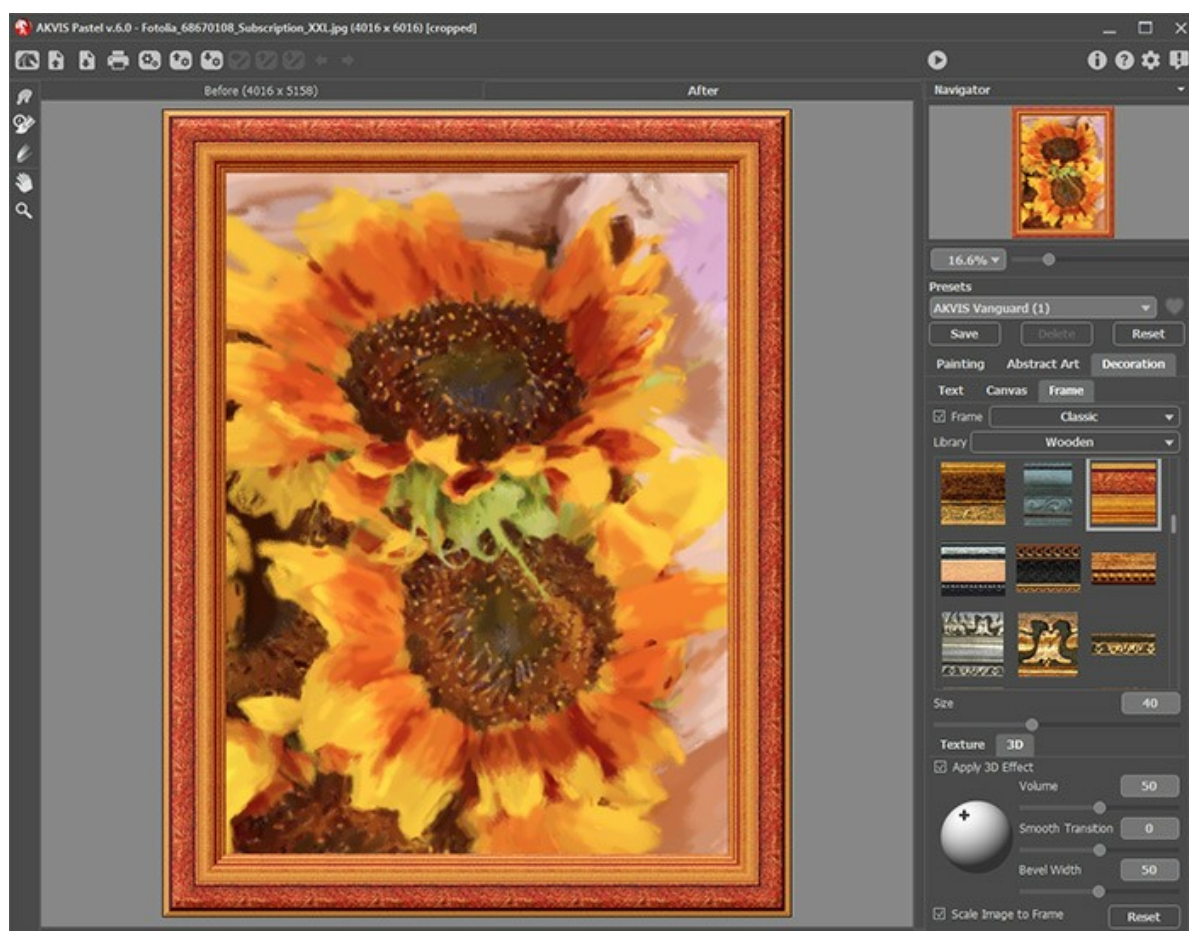 AKVIS Pastel v.6.0 - Fotolia_68670108_Subscription_XXL.jpg (4016 x 6016) [cropped]
Before (4016 x 5158)
After
Navigator
16.6%
Presets
AKVIS Vanguard (1)
Save Delete Reset
Painting Abstract Art Decoration
Text Canvas Frame
Frame Classic
Library Wooden
Size 40
Texture 3D
Apply 3D Effect
Volume 50
Smooth Transition 0
Bevel Width 50
Scale Image to Frame Reset